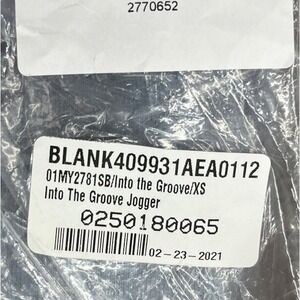 2770652
BLANK409931AEA0112
01MY2781SB/Into the Groove/XS
Into The Groove Jogger
0250180065
02-23-2021